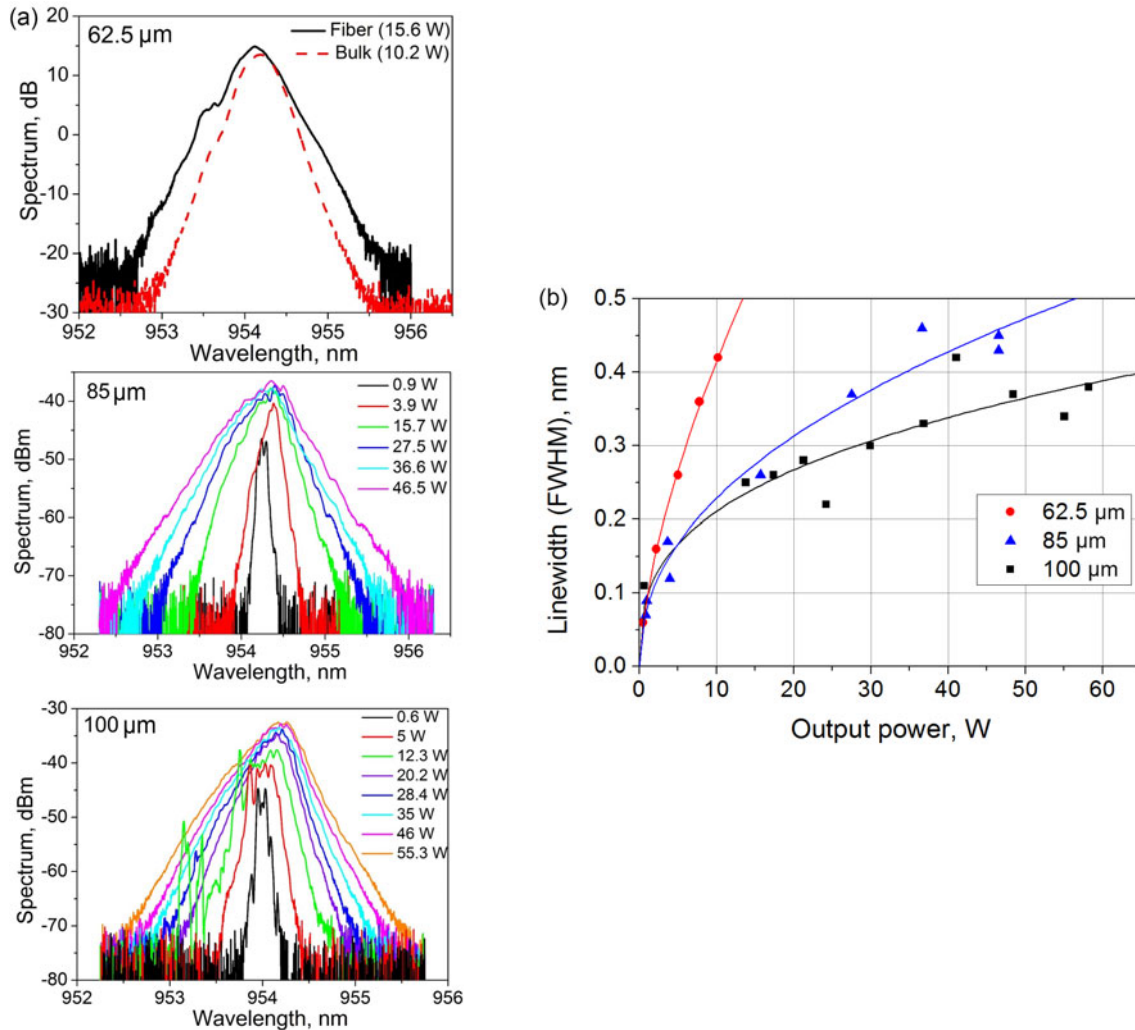 (a)
62.5 µm
Fiber (15.6 W)
Bulk (10.2 W)
Spectrum, dB
20
10
0
-10
-20
-30
952 953 954 955 956
Wavelength, nm
85 µm
0.9 W
3.9 W
15.7 W
27.5 W
36.6 W
46.5 W
Spectrum, dBm
-40
-50
-60
-70
-80
952 953 954 955 956
Wavelength, nm
100 µm
0.6 W
5 W
12.3 W
20.2 W
28.4 W
35 W
46 W
55.3 W
Spectrum, dBm
-30
-40
-50
-60
-70
-80
952 953 954 955 956
Wavelength, nm
(b)
Linewidth (FWHM), nm
0.5
0.4
0.3
0.2
0.1
0.0
62.5 µm
85 µm
100 µm
0 10 20 30 40 50 60
Output power, W